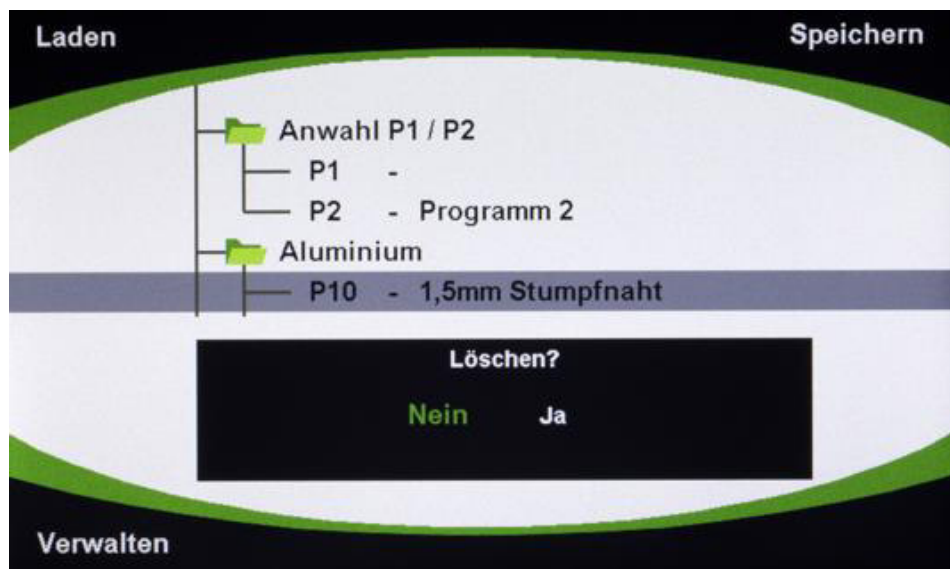 Laden
Speichern
Anwahl P1 / P2
P1 -
P2 - Programm 2
Aluminium
P10 - 1,5mm Stumpfnaht
Löschen?
Nein Ja
Verwalten